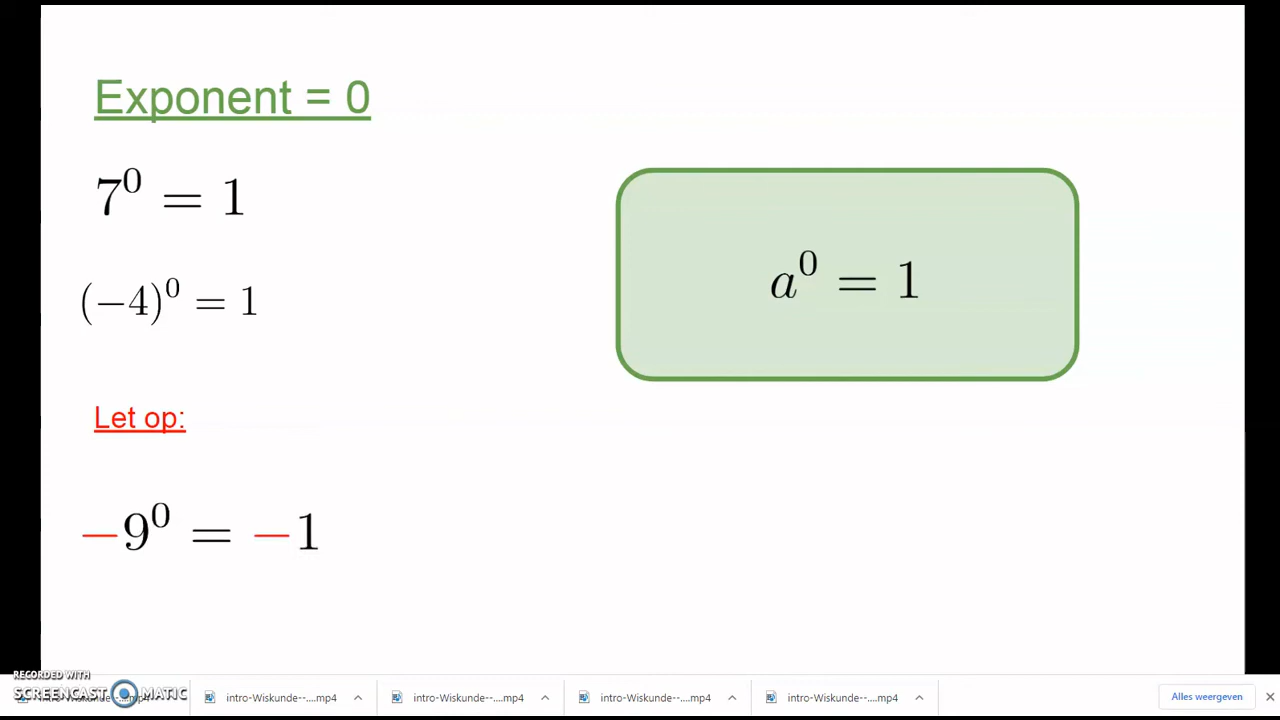 Exponent = 0
7⁰ = 1
(−4)⁰ = 1
a⁰ = 1
Let op:
−9⁰ = −1
RECORDED WITH
SCREENCAST MATIC
intro-Wiskunde--....mp4
intro-Wiskunde--....mp4
intro-Wiskunde--....mp4
intro-Wiskunde--....mp4
Alles weergeven